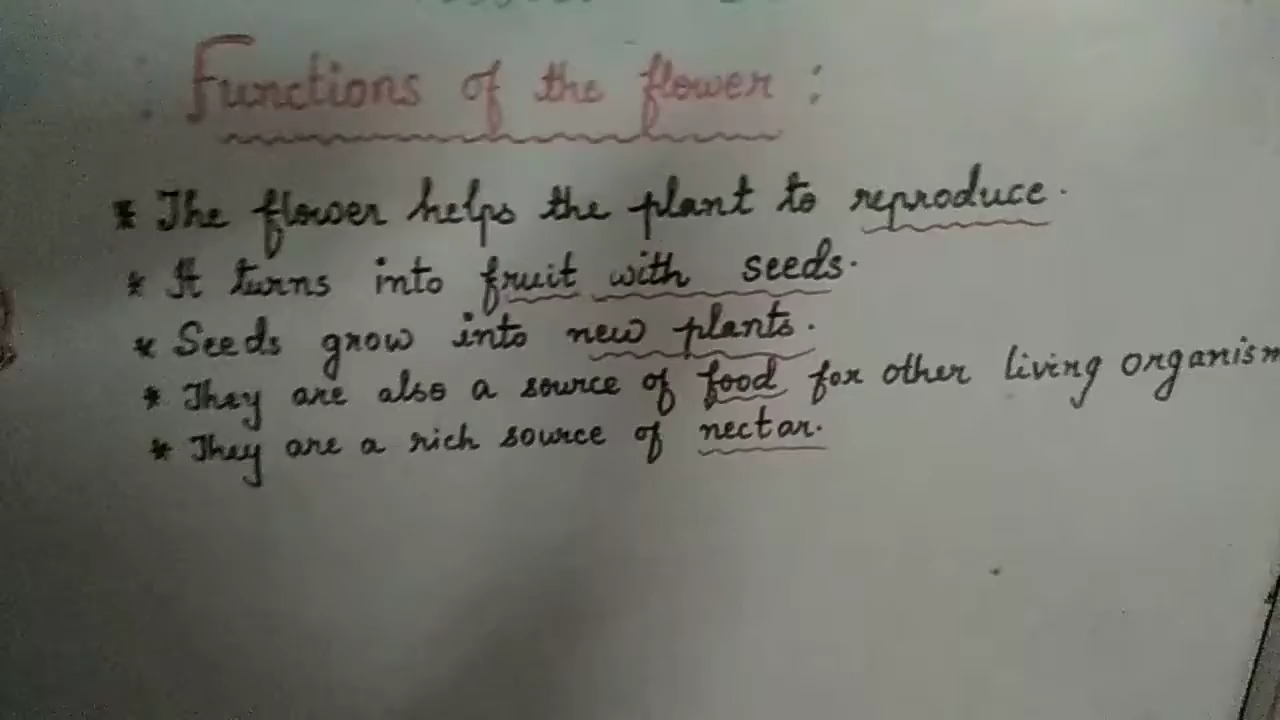 Functions of the flower :
* The flower helps the plant to reproduce.
* It turns into fruit with seeds.
* Seeds grow into new plants.
* They are also a source of food for other living organism
* They are a rich source of nectar.